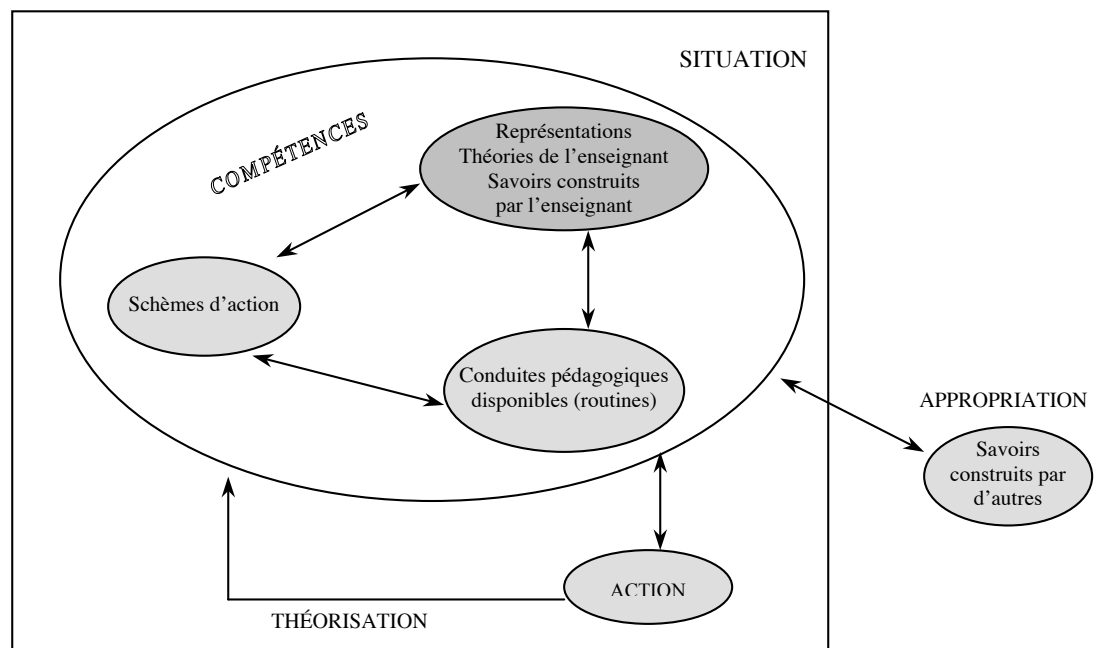 SITUATION
COMPÉTENCES
Représentations
Théories de l’enseignant
Savoirs construits
par l’enseignant
Schèmes d’action
Conduites pédagogiques
disponibles (routines)
APPROPRIATION
Savoirs
construits par
d’autres
ACTION
THÉORISATION